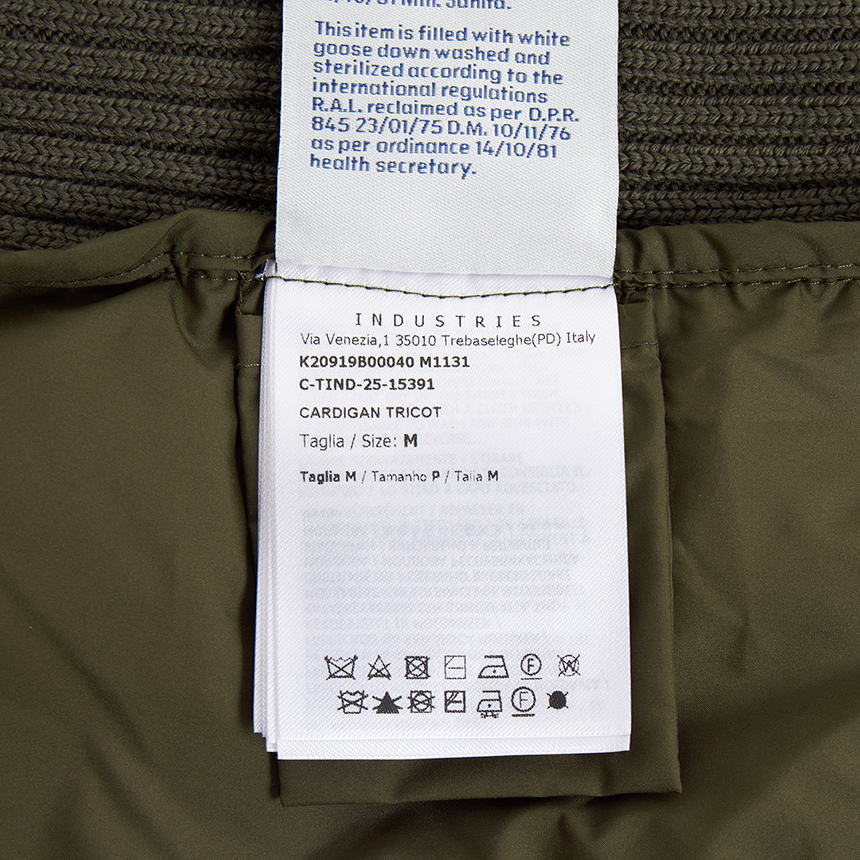 This item is filled with white
goose down washed and
sterilized according to the
international regulations
R.A.L. reclaimed as per D.P.R.
845 23/01/75 D.M. 10/11/76
as per ordinance 14/10/81
health secretary.
INDUSTRIES
Via Venezia,1 35010 Trebaseleghe(PD) Italy
K20919B00040 M1131
C-TIND-25-15391
CARDIGAN TRICOT
Taglia / Size: M
Taglia M / Tamanho P / Talla M
F W
F